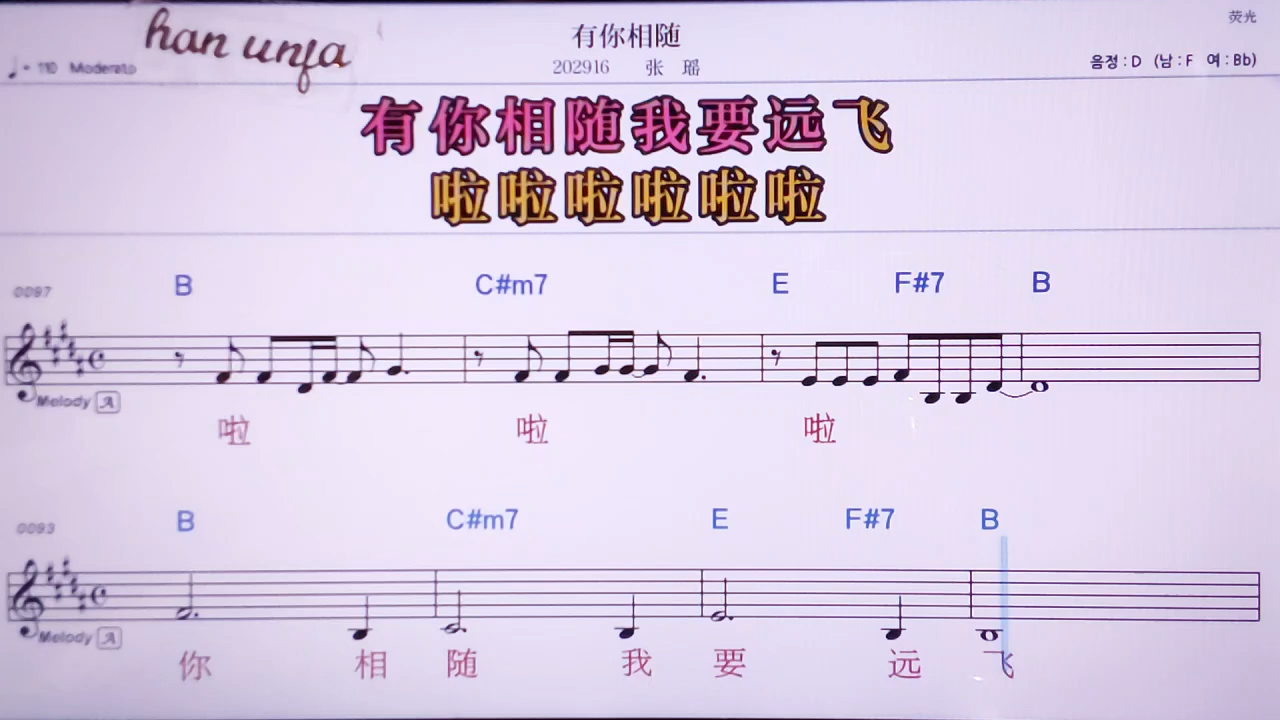 han unja
有你相随
荧光
♩= 110 Moderato
202916 张 瑶
음정 : D (남 : F 여 : Bb)
有你相随我要远飞
啦啦啦啦啦啦
0097
B C#m7 E F#7 B
Melody A
啦 啦 啦
0093
B C#m7 E F#7 B
Melody A
你 相 随 我 要 远 飞